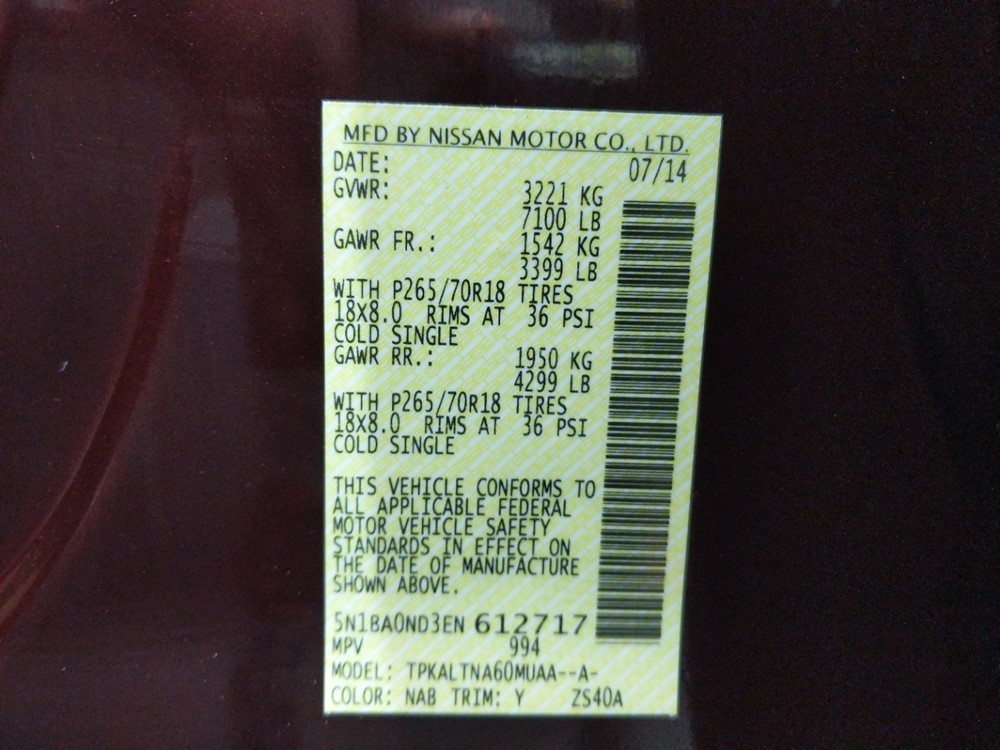 MFD BY NISSAN MOTOR CO., LTD.
DATE: 07/14
GVWR: 3221 KG
7100 LB
GAWR FR.: 1542 KG
3399 LB
WITH P265/70R18 TIRES
18X8.0 RIMS AT 36 PSI
COLD SINGLE
GAWR RR.: 1950 KG
4299 LB
WITH P265/70R18 TIRES
18X8.0 RIMS AT 36 PSI
COLD SINGLE
THIS VEHICLE CONFORMS TO
ALL APPLICABLE FEDERAL
MOTOR VEHICLE SAFETY
STANDARDS IN EFFECT ON
THE DATE OF MANUFACTURE
SHOWN ABOVE.
5N1BA0ND3EN 612717
MPV 994
MODEL: TPKALTNA60MUAA--A-
COLOR: NAB TRIM: Y ZS40A